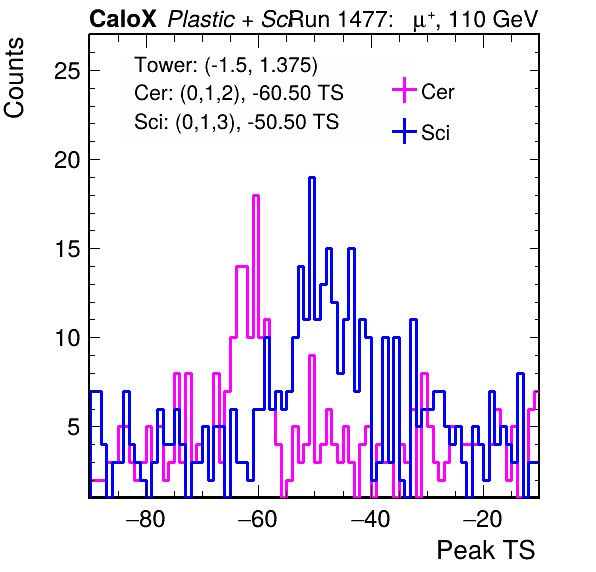 CaloX Plastic + Sci Run 1477: μ+, 110 GeV
Counts
Tower: (-1.5, 1.375)
Cer: (0,1,2), -60.50 TS
Sci: (0,1,3), -50.50 TS
Cer
Sci
25
20
15
10
5
−80 −60 −40 −20
Peak TS